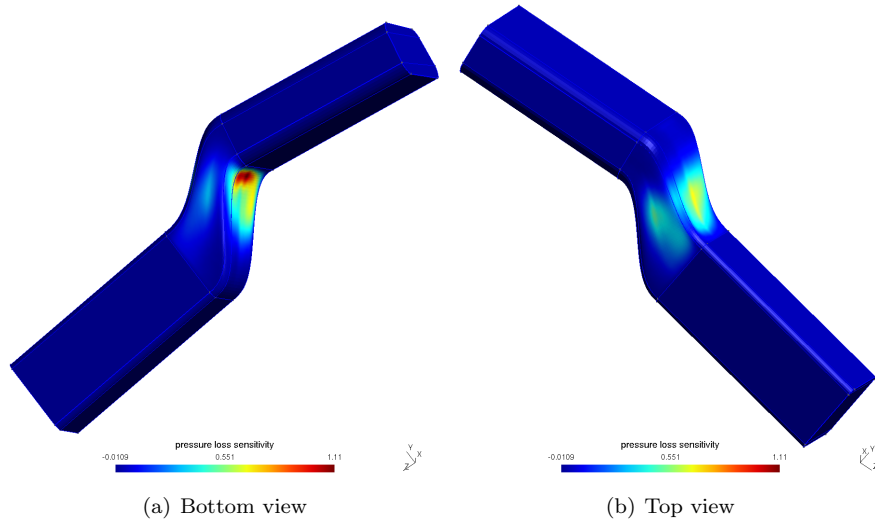 pressure loss sensitivity
-0.0109 0.551 1.11
Y
X
Z
(a) Bottom view
pressure loss sensitivity
-0.0109 0.551 1.11
Y
X
Z
(b) Top view